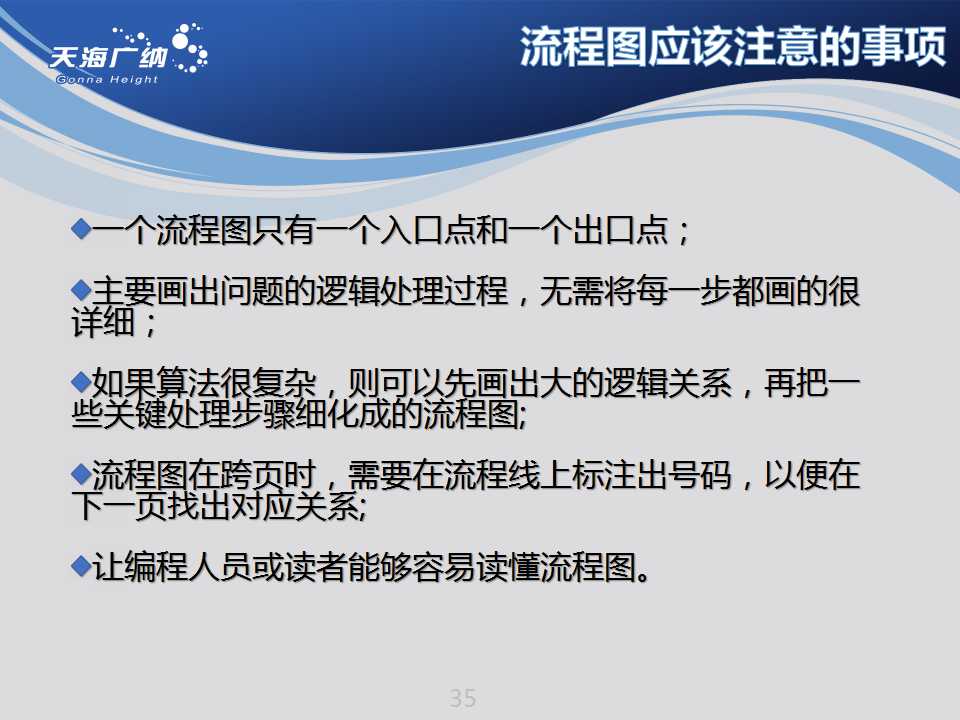 天海广纳
Gonna Height
流程图应该注意的事项
一个流程图只有一个入口点和一个出口点；
主要画出问题的逻辑处理过程，无需将每一步都画的很
详细；
如果算法很复杂，则可以先画出大的逻辑关系，再把一
些关键处理步骤细化成的流程图;
流程图在跨页时，需要在流程线上标注出号码，以便在
下一页找出对应关系;
让编程人员或读者能够容易读懂流程图。
35